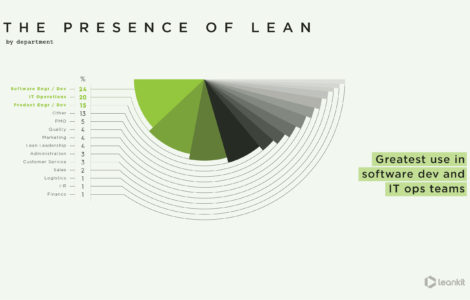 THE PRESENCE OF LEAN
by department
%
Software Engr / Dev — 24
IT Operations — 20
Product Engr / Dev — 15
Other — 13
PMO — 5
Quality — 4
Marketing — 4
Lean Leadership — 4
Administration — 3
Customer Service — 3
Sales — 2
Logistics — 1
HR — 1
Finance — 1
Greatest use in
software dev and
IT ops teams
leankit